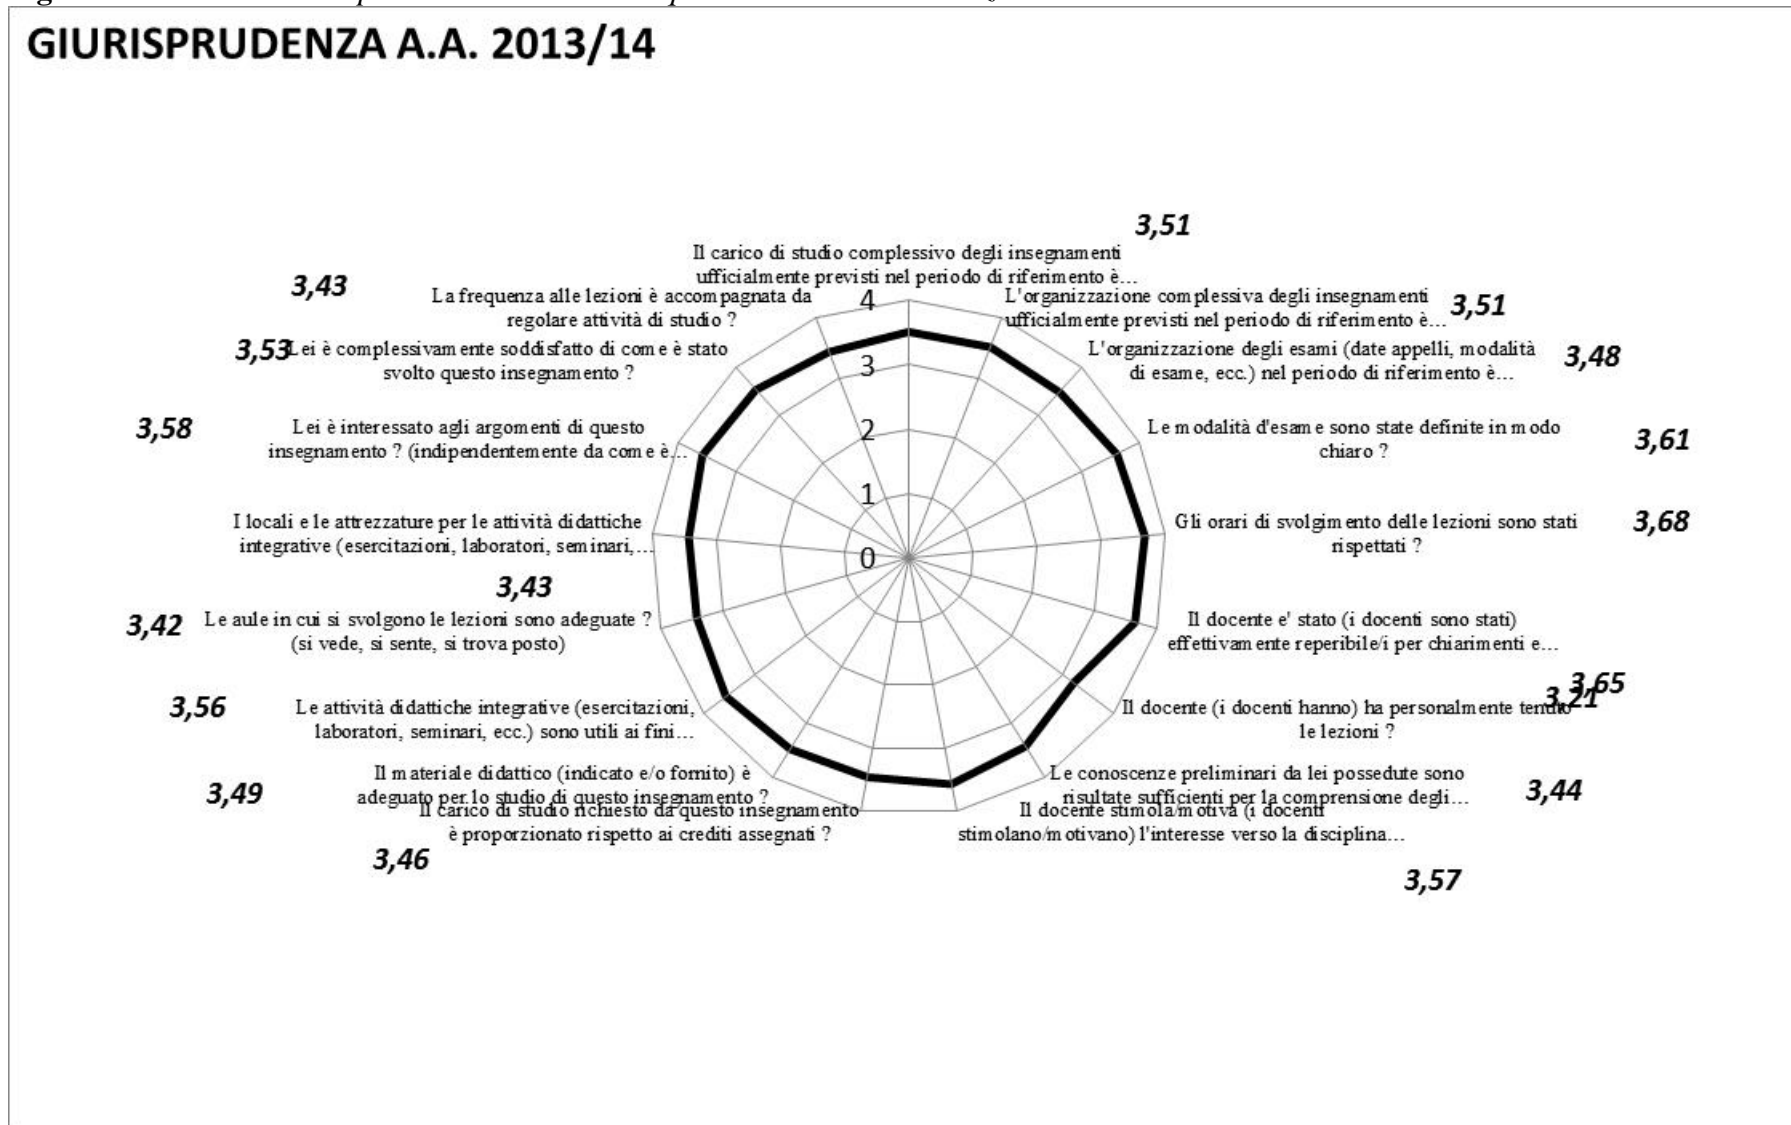 GIURISPRUDENZA A.A. 2013/14
3,51
Il carico di studio complessivo degli insegnamenti
ufficialmente previsti nel periodo di riferimento è...
3,51
L'organizzazione complessiva degli insegnamenti
ufficialmente previsti nel periodo di riferimento è...
3,48
L'organizzazione degli esami (date appelli, modalità
di esame, ecc.) nel periodo di riferimento è...
3,61
Le modalità d'esame sono state definite in modo
chiaro ?
3,68
Gli orari di svolgimento delle lezioni sono stati
rispettati ?
Il docente e' stato (i docenti sono stati)
effettivamente reperibile/i per chiarimenti e...
3,65
3,21
Il docente (i docenti hanno) ha personalmente tenuto
le lezioni ?
Le conoscenze preliminari da lei possedute sono
risultate sufficienti per la comprensione degli...
3,44
Il docente stimola/motiva (i docenti
stimolano/motivano) l'interesse verso la disciplina...
3,57
Il carico di studio richiesto da questo insegnamento
è proporzionato rispetto ai crediti assegnati ?
3,46
Il materiale didattico (indicato e/o fornito) è
adeguato per lo studio di questo insegnamento ?
3,49
Le attività didattiche integrative (esercitazioni,
laboratori, seminari, ecc.) sono utili ai fini...
3,56
Le aule in cui si svolgono le lezioni sono adeguate ?
(si vede, si sente, si trova posto)
3,42
I locali e le attrezzature per le attività didattiche
integrative (esercitazioni, laboratori, seminari,...
3,43
Lei è interessato agli argomenti di questo
insegnamento ? (indipendentemente da come è...
3,58
Lei è complessivamente soddisfatto di come è stato
svolto questo insegnamento ?
3,53
La frequenza alle lezioni è accompagnata da
regolare attività di studio ?
3,43
4
3
2
1
0